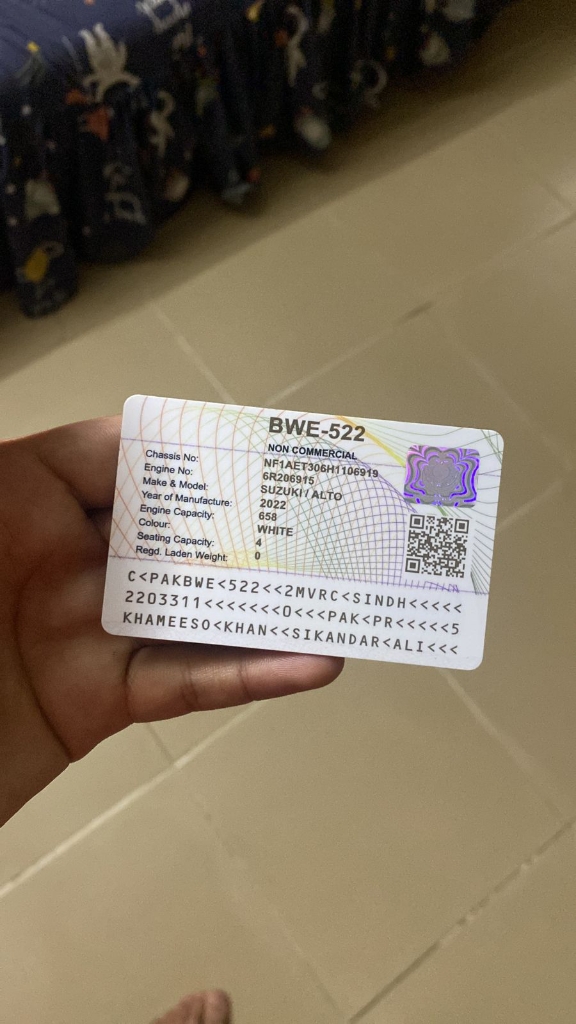 BWE-522
NON COMMERCIAL
Chassis No: NF1AET306H1106919
Engine No: 6R206915
Make & Model: SUZUKI / ALTO
Year of Manufacture: 2022
Engine Capacity: 658
Colour: WHITE
Seating Capacity: 4
Regd. Laden Weight: 0
C<PAKBWE<522<<2MVRC<SINDH<<<<<
2203311<<<<<<<0<<<PAK<PR<<<<<5
KHAMEESO<KHAN<<SIKANDAR<ALI<<<